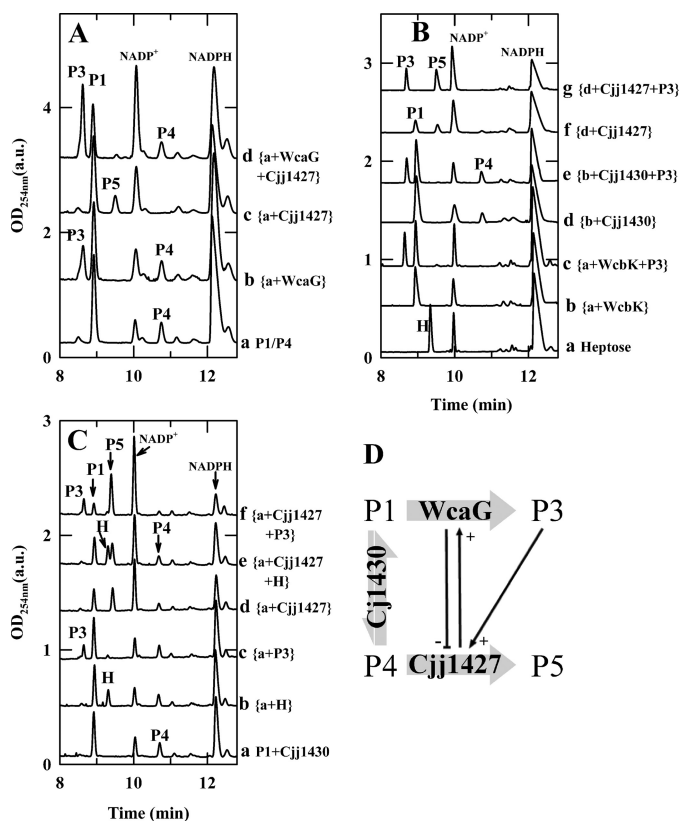 A
P3
P1
NADP+
NADPH
P4
d {a+WcaG
+Cjj1427}
P5
c {a+Cjj1427}
P3
P4
b {a+WcaG}
P4
a P1/P4
4
2
0
OD254nm(a.u.)
8 10 12
B
NADP+
NADPH
P3 P5
g {d+Cjj1427+P3}
P1
f {d+Cjj1427}
P4
e {b+Cjj1430+P3}
d {b+Cjj1430}
c {a+WcbK+P3}
b {a+WcbK}
H
a Heptose
3
2
1
0
8 10 12
Time (min)
C
NADP+
P5
P1
P3
NADPH
f {a+Cjj1427
+P3}
H
P4
e {a+Cjj1427
+H}
d {a+Cjj1427}
P3
c {a+P3}
H
b {a+H}
P4
a P1+Cjj1430
3
2
1
0
OD254nm(a.u.)
8 10 12
Time (min)
D
P1 WcaG P3
+
Cj1430
- +
P4 Cjj1427 P5